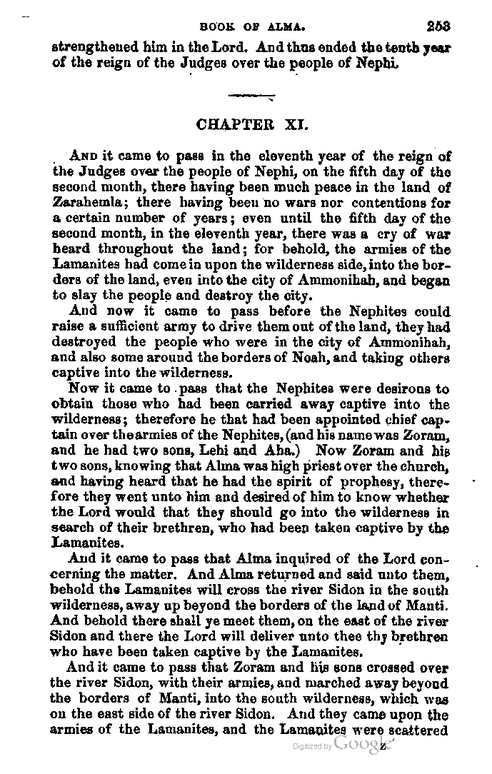 BOOK OF ALMA. 253
strengthened him in the Lord. And thus ended the tenth year
of the reign of the Judges over the people of Nephi.
CHAPTER XI.
AND it came to pass in the eleventh year of the reign of
the Judges over the people of Nephi, on the fifth day of the
second month, there having been much peace in the land of
Zarahemla; there having been no wars nor contentions for
a certain number of years; even until the fifth day of the
second month, in the eleventh year, there was a cry of war
heard throughout the land; for behold, the armies of the
Lamanites had come in upon the wilderness side, into the bor-
ders of the land, even into the city of Ammonihah, and began
to slay the people and destroy the city.
And now it came to pass before the Nephites could
raise a sufficient army to drive them out of the land, they had
destroyed the people who were in the city of Ammonihah,
and also some around the borders of Noah, and taking others
captive into the wilderness.
Now it came to pass that the Nephites were desirous to
obtain those who had been carried away captive into the
wilderness; therefore he that had been appointed chief cap-
tain over the armies of the Nephites, (and his name was Zoram,
and he had two sons, Lehi and Aha.) Now Zoram and his
two sons, knowing that Alma was high priest over the church,
and having heard that he had the spirit of prophesy, there-
fore they went unto him and desired of him to know whether
the Lord would that they should go into the wilderness in
search of their brethren, who had been taken captive by the
Lamanites.
And it came to pass that Alma inquired of the Lord con-
cerning the matter. And Alma returned and said unto them,
behold the Lamanites will cross the river Sidon in the south
wilderness, away up beyond the borders of the land of Manti.
And behold there shall ye meet them, on the east of the river
Sidon and there the Lord will deliver unto thee thy brethren
who have been taken captive by the Lamanites.
And it came to pass that Zoram and his sons crossed over
the river Sidon, with their armies, and marched away beyond
the borders of Manti, into the south wilderness, which was
on the east side of the river Sidon. And they came upon the
armies of the Lamanites, and the Lamanites were scattered
Digitized by Google
Z